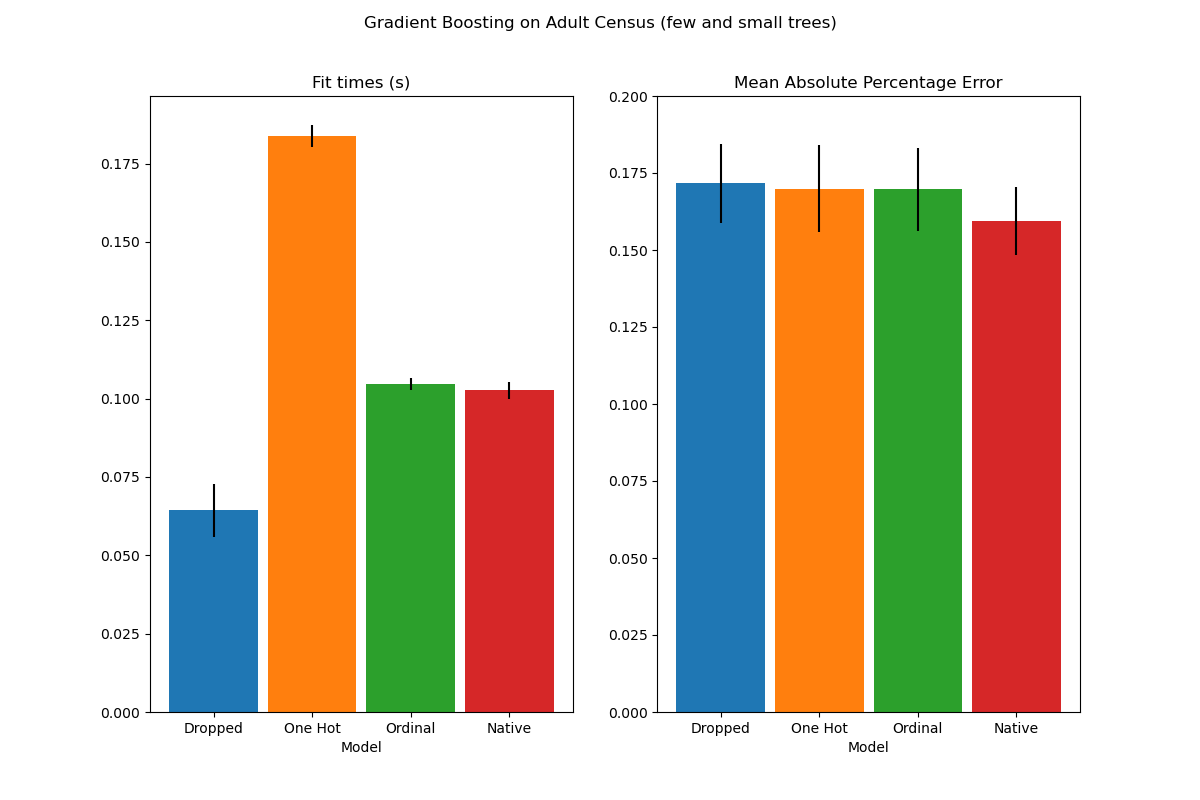 Gradient Boosting on Adult Census (few and small trees)
Fit times (s)
0.175
0.150
0.125
0.100
0.075
0.050
0.025
0.000
Dropped One Hot Ordinal Native
Model
Mean Absolute Percentage Error
0.200
0.175
0.150
0.125
0.100
0.075
0.050
0.025
0.000
Dropped One Hot Ordinal Native
Model